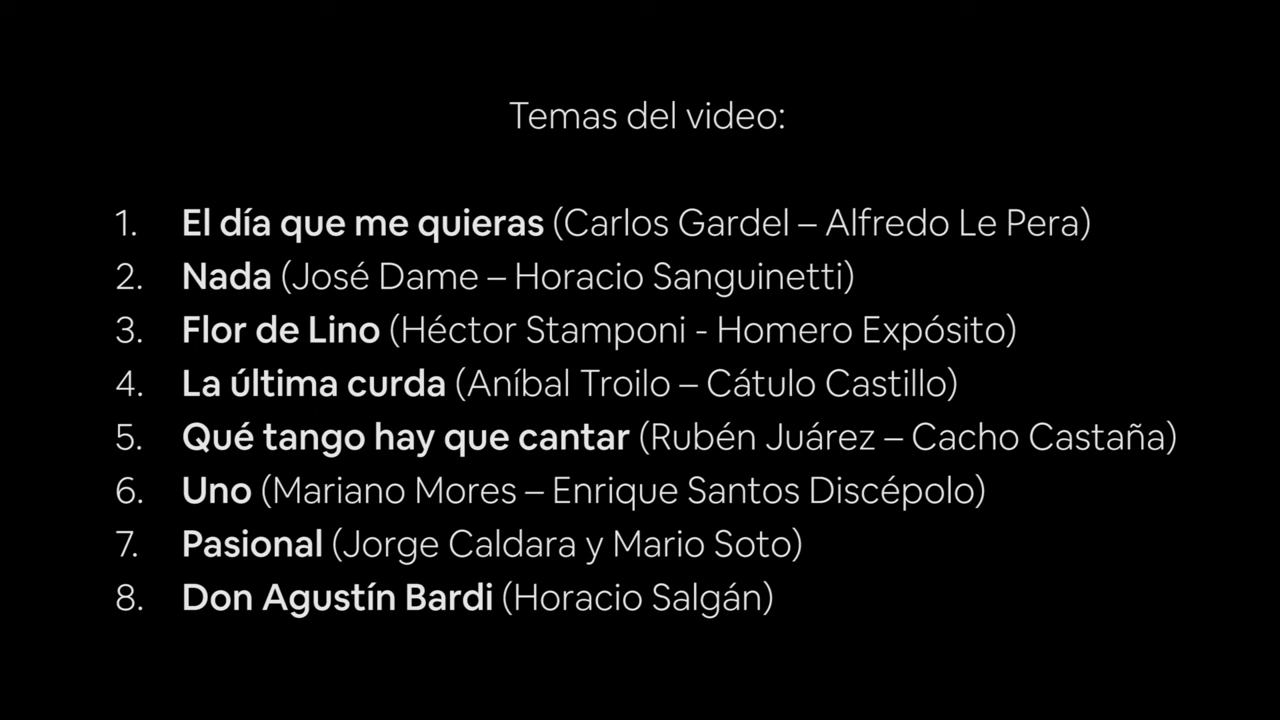 Temas del video:
1. El día que me quieras (Carlos Gardel – Alfredo Le Pera)
2. Nada (José Dame – Horacio Sanguinetti)
3. Flor de Lino (Héctor Stamponi - Homero Expósito)
4. La última curda (Aníbal Troilo – Cátulo Castillo)
5. Qué tango hay que cantar (Rubén Juárez – Cacho Castaña)
6. Uno (Mariano Mores – Enrique Santos Discépolo)
7. Pasional (Jorge Caldara y Mario Soto)
8. Don Agustín Bardi (Horacio Salgán)